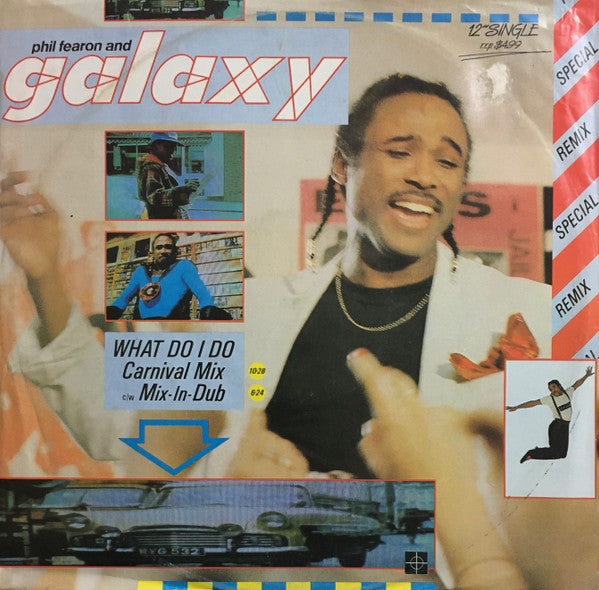 phil fearon and
galaxy
12" SINGLE
rrp. $4.99
SPECIAL
REMIX
SPECIAL
REMIX
WHAT DO I DO
Carnival Mix 10·28
c/w Mix-In-Dub 6·24